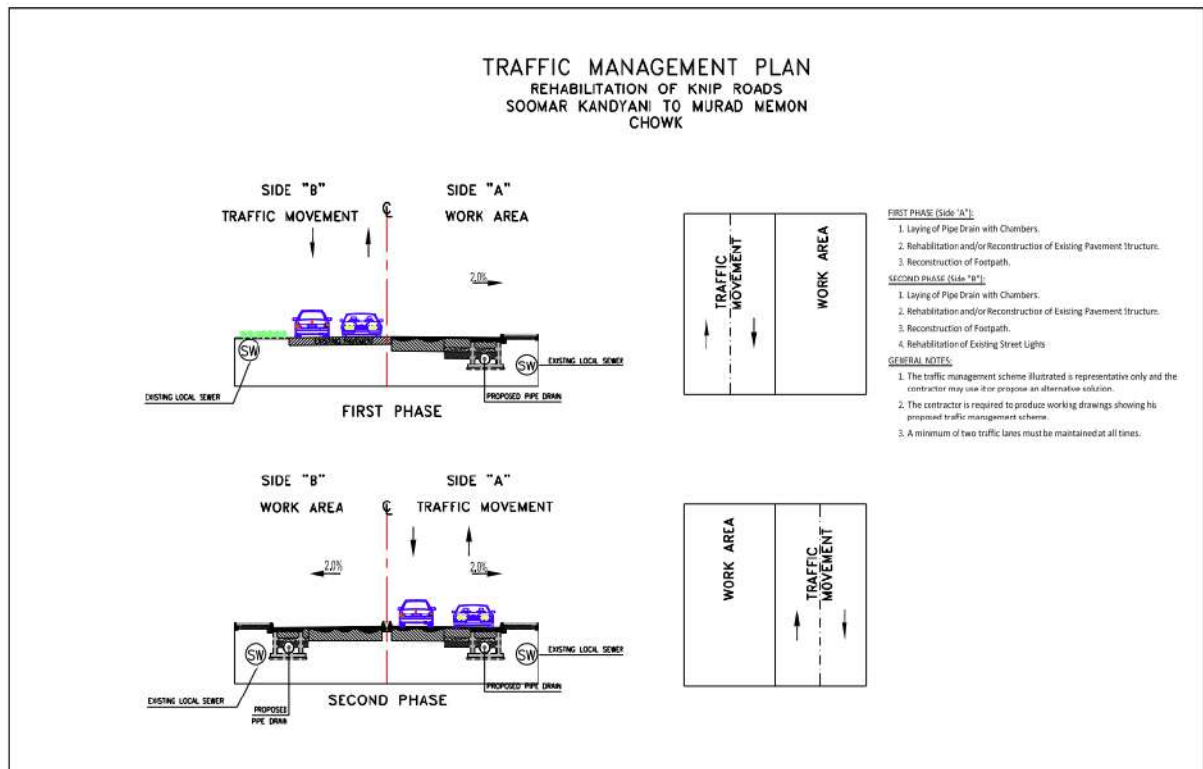 TRAFFIC MANAGEMENT PLAN
REHABILITATION OF KNIP ROADS
SOOMAR KANDYANI TO MURAD MEMON
CHOWK
SIDE "B"
TRAFFIC MOVEMENT
SIDE "A"
WORK AREA
2.0%
SW
SW
EXISTING LOCAL SEWER
EXISTING LOCAL SEWER
PROPOSED PIPE DRAIN
FIRST PHASE
TRAFFIC
MOVEMENT
WORK AREA
FIRST PHASE (Side 'A"):
1. Laying of Pipe Drain with Chambers.
2. Rehabilitation and/or Reconstruction of Existing Pavement Structure.
3. Reconstruction of Footpath.
SECOND PHASE (Side "B"):
1. Laying of Pipe Drain with Chambers.
2. Rehabilitation and/or Reconstruction of Existing Pavement Structure.
3. Reconstruction of Footpath.
4. Rehabilitation of Existing Street Lights
GENERAL NOTES:
1. The traffic management scheme illustrated is representative only and the
contractor may use it or propose an alternative solution.
2. The contractor is required to produce working drawings showing his
proposed traffic management scheme.
3. A minimum of two traffic lanes must be maintained at all times.
SIDE "B"
WORK AREA
SIDE "A"
TRAFFIC MOVEMENT
2.0%
2.0%
SW
SW
EXISTING LOCAL SEWER
EXISTING LOCAL SEWER
PROPOSED
PIPE DRAIN
PROPOSED PIPE DRAIN
SECOND PHASE
WORK AREA
TRAFFIC
MOVEMENT